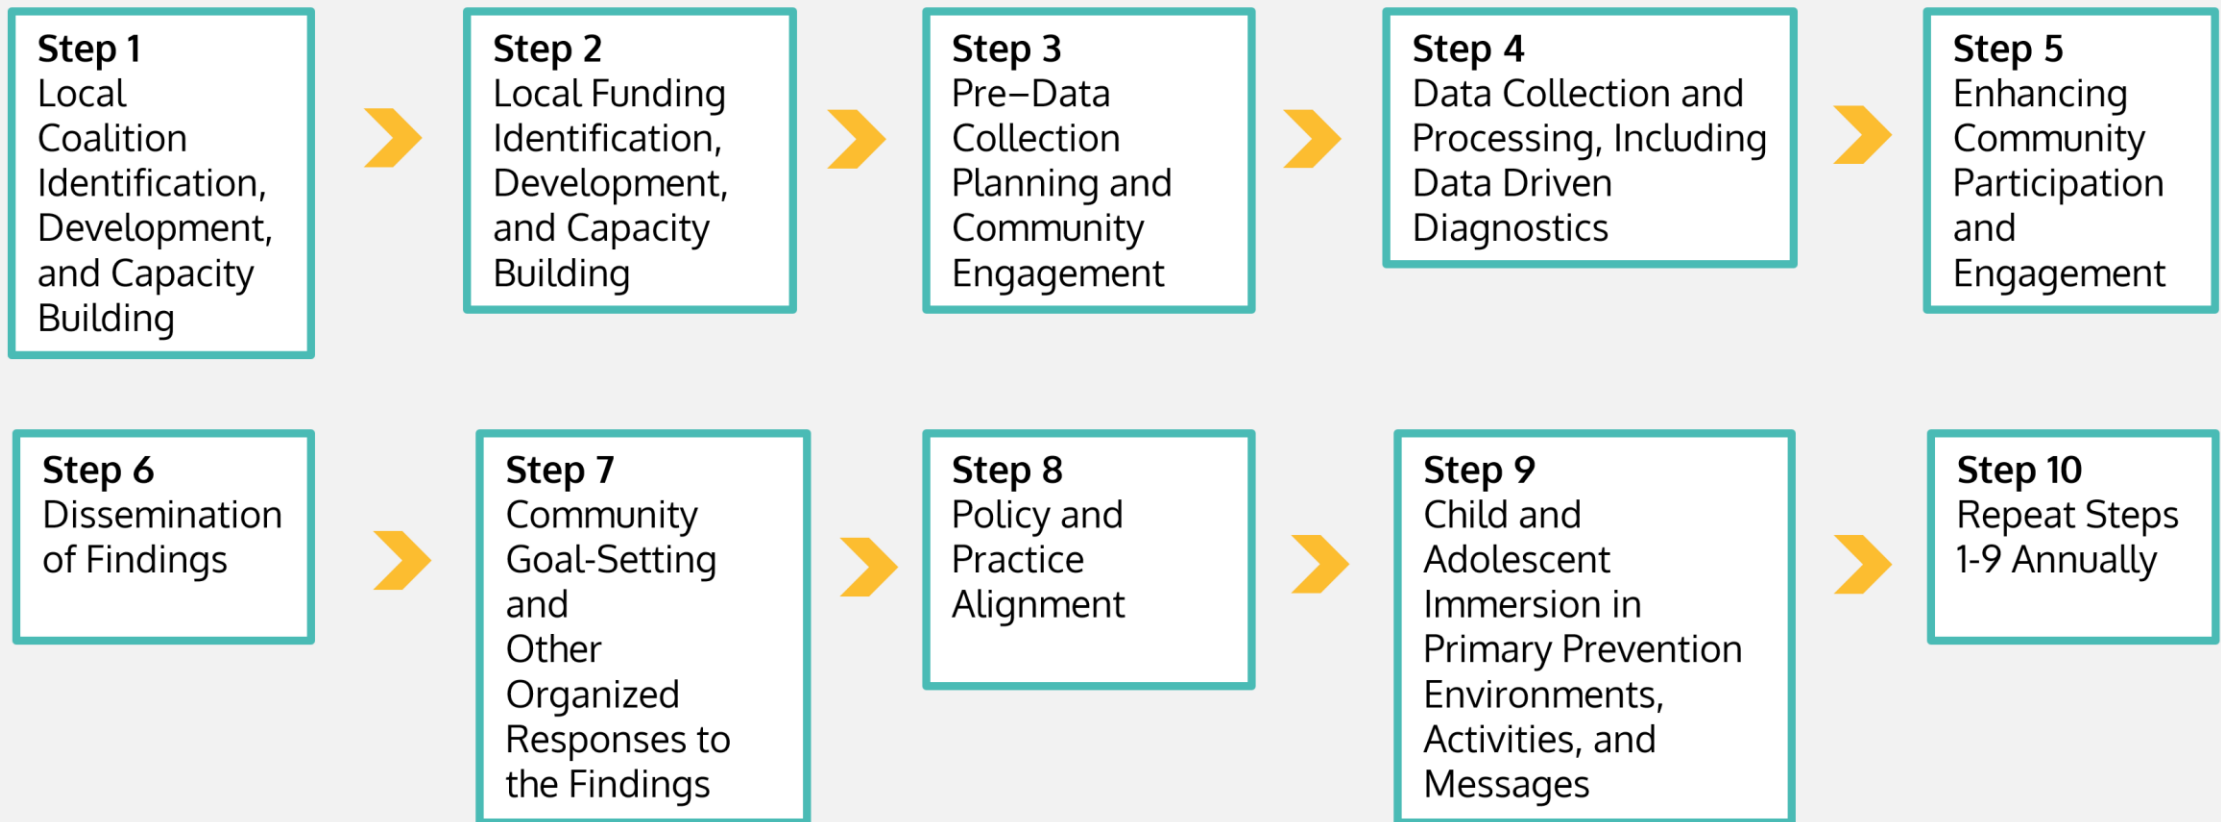 Step 1
Local
Coalition
Identification,
Development,
and Capacity
Building
Step 2
Local Funding
Identification,
Development,
and Capacity
Building
Step 3
Pre–Data
Collection
Planning and
Community
Engagement
Step 4
Data Collection and
Processing, Including
Data Driven
Diagnostics
Step 5
Enhancing
Community
Participation
and
Engagement
Step 6
Dissemination
of Findings
Step 7
Community
Goal-Setting
and
Other
Organized
Responses to
the Findings
Step 8
Policy and
Practice
Alignment
Step 9
Child and
Adolescent
Immersion in
Primary Prevention
Environments,
Activities, and
Messages
Step 10
Repeat Steps
1-9 Annually